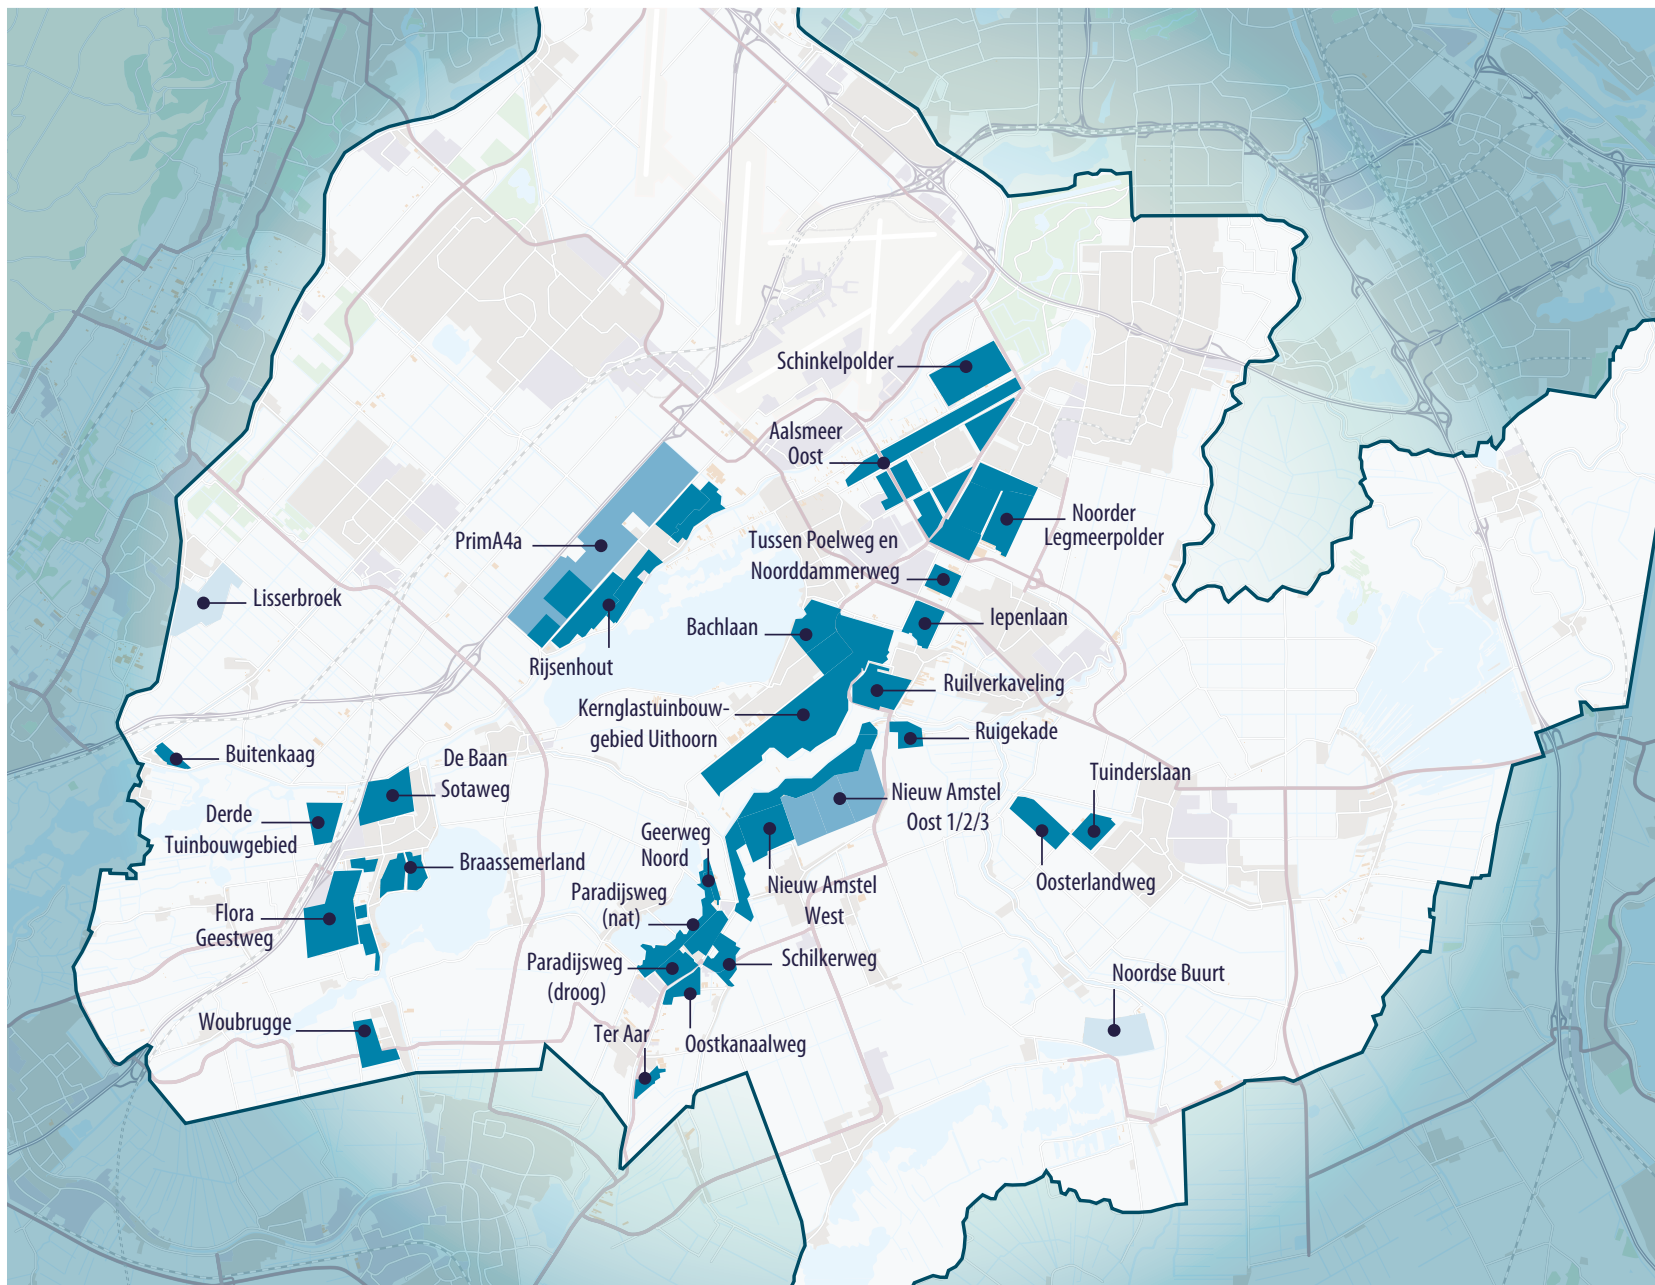 Schinkelpolder
Aalsmeer
Oost
Noorder
Legmeerpolder
PrimA4a
Tussen Poelweg en
Noorddammerweg
Lisserbroek
Iepenlaan
Bachlaan
Rijsenhout
Ruilverkaveling
Kernglastuinbouw-
gebied Uithoorn
Ruigekade
Buitenkaag
De Baan
Sotaweg
Tuinderslaan
Nieuw Amstel
Oost 1/2/3
Derde
Tuinbouwgebied
Geerweg
Noord
Braassemerland
Oosterlandweg
Nieuw Amstel
West
Paradijsweg
(nat)
Flora
Geestweg
Schilkerweg
Paradijsweg
(droog)
Noordse Buurt
Woubrugge
Ter Aar
Oostkanaalweg